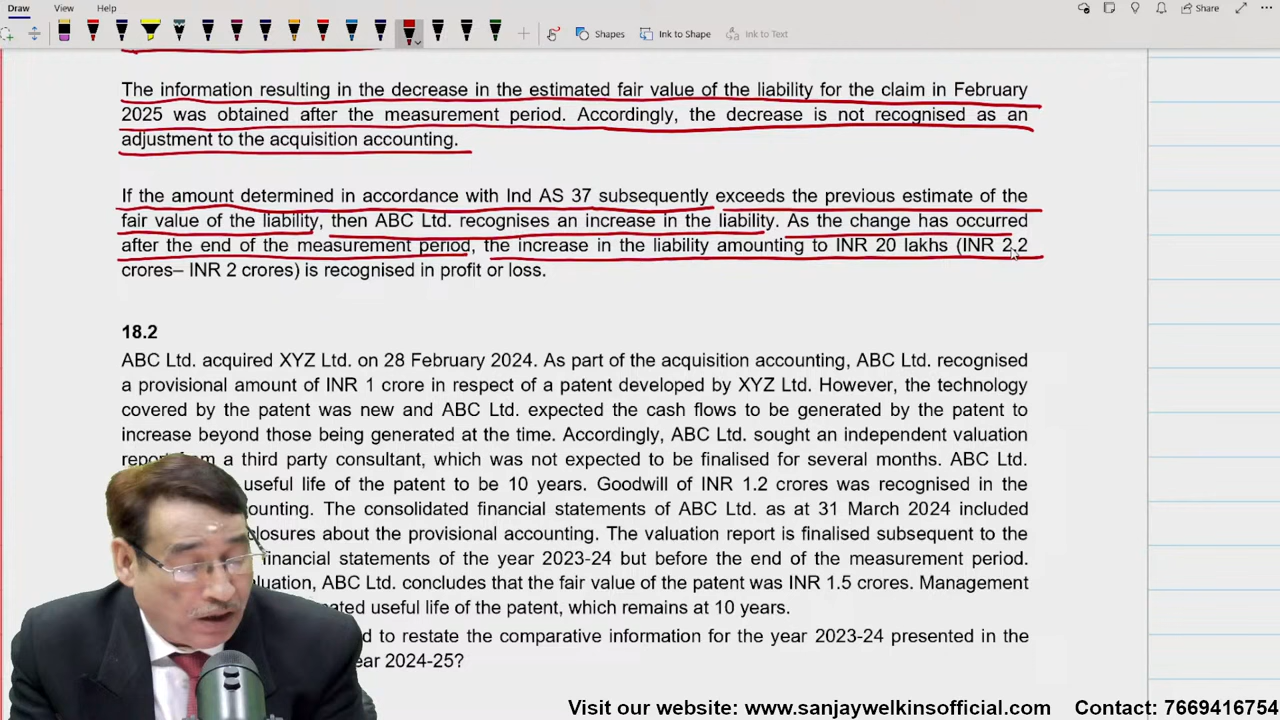 Draw View Help
Share
Shapes Ink to Shape Ink to Text
The information resulting in the decrease in the estimated fair value of the liability for the claim in February
2025 was obtained after the measurement period. Accordingly, the decrease is not recognised as an
adjustment to the acquisition accounting.
If the amount determined in accordance with Ind AS 37 subsequently exceeds the previous estimate of the
fair value of the liability, then ABC Ltd. recognises an increase in the liability. As the change has occurred
after the end of the measurement period, the increase in the liability amounting to INR 20 lakhs (INR 2.2
crores– INR 2 crores) is recognised in profit or loss.
18.2
ABC Ltd. acquired XYZ Ltd. on 28 February 2024. As part of the acquisition accounting, ABC Ltd. recognised
a provisional amount of INR 1 crore in respect of a patent developed by XYZ Ltd. However, the technology
covered by the patent was new and ABC Ltd. expected the cash flows to be generated by the patent to
increase beyond those being generated at the time. Accordingly, ABC Ltd. sought an independent valuation
report from a third party consultant, which was not expected to be finalised for several months. ABC Ltd.
useful life of the patent to be 10 years. Goodwill of INR 1.2 crores was recognised in the
The consolidated financial statements of ABC Ltd. as at 31 March 2024 included
about the provisional accounting. The valuation report is finalised subsequent to the
financial statements of the year 2023-24 but before the end of the measurement period.
ABC Ltd. concludes that the fair value of the patent was INR 1.5 crores. Management
useful life of the patent, which remains at 10 years.
to restate the comparative information for the year 2023-24 presented in the
2024-25?
Visit our website: www.sanjaywelkinsofficial.com Contact: 7669416754